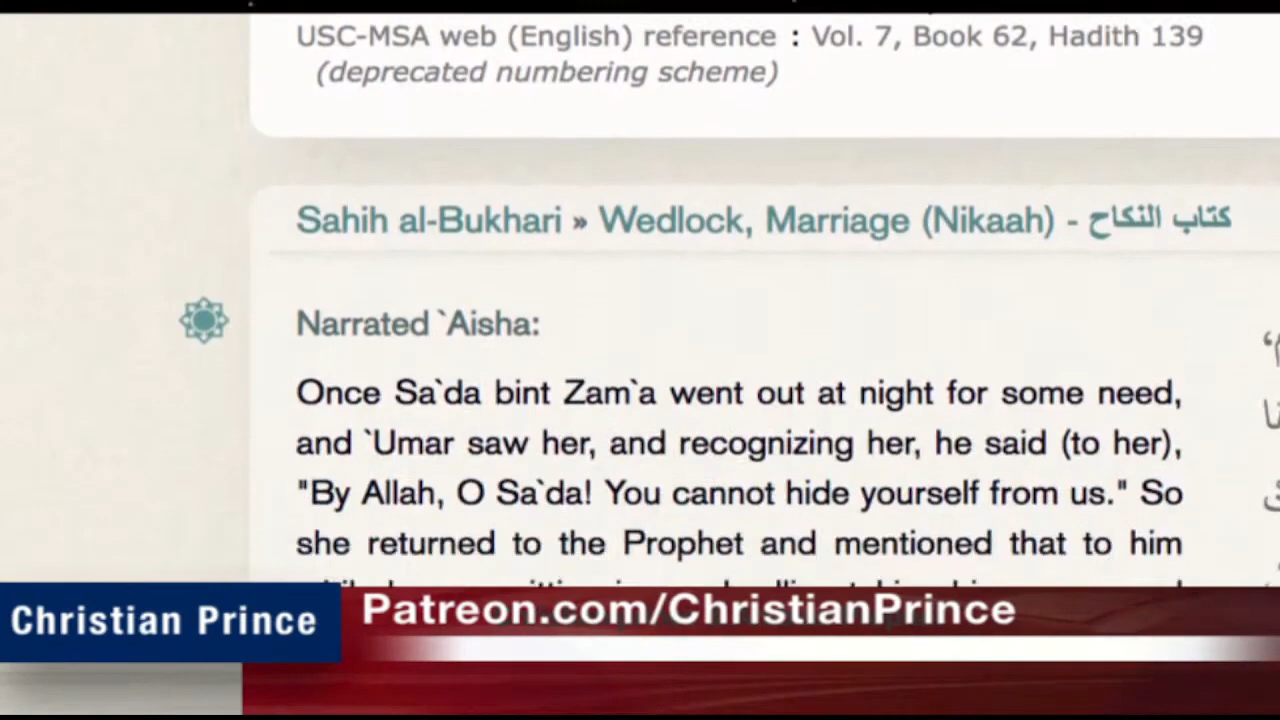 USC-MSA web (English) reference : Vol. 7, Book 62, Hadith 139
(deprecated numbering scheme)
Sahih al-Bukhari » Wedlock, Marriage (Nikaah) - كتاب النكاح
Narrated `Aisha:
Once Sa`da bint Zam`a went out at night for some need,
and `Umar saw her, and recognizing her, he said (to her),
"By Allah, O Sa`da! You cannot hide yourself from us." So
she returned to the Prophet and mentioned that to him
Christian Prince
Patreon.com/ChristianPrince